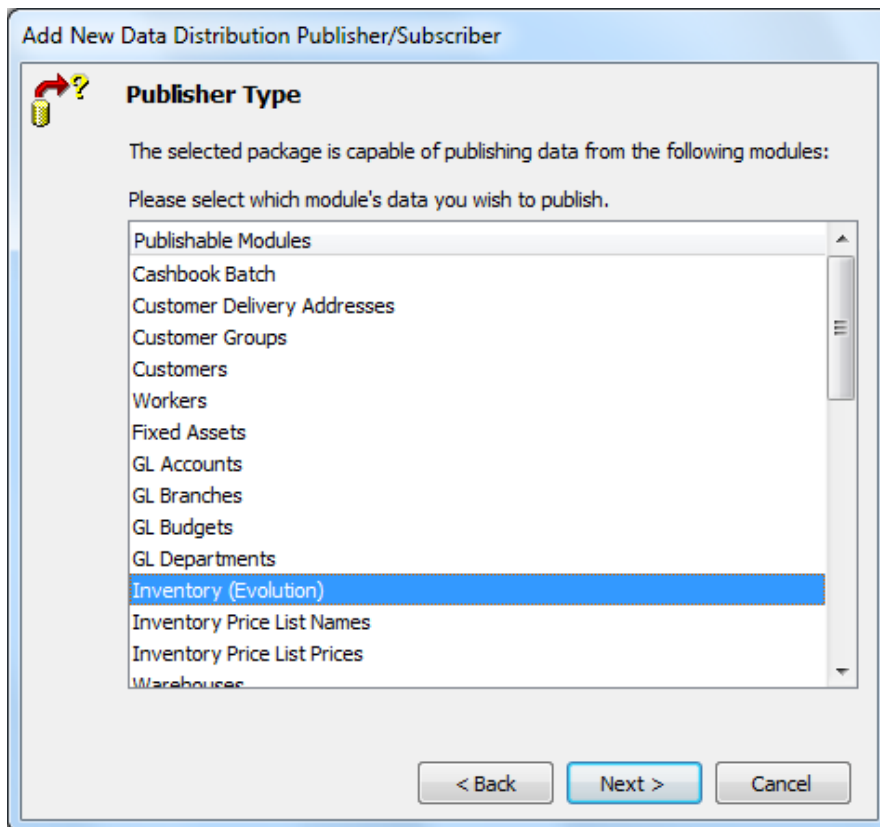 Add New Data Distribution Publisher/Subscriber
Publisher Type
The selected package is capable of publishing data from the following modules:
Please select which module's data you wish to publish.
Publishable Modules
Cashbook Batch
Customer Delivery Addresses
Customer Groups
Customers
Workers
Fixed Assets
GL Accounts
GL Branches
GL Budgets
GL Departments
Inventory (Evolution)
Inventory Price List Names
Inventory Price List Prices
Warehouses
< Back
Next >
Cancel